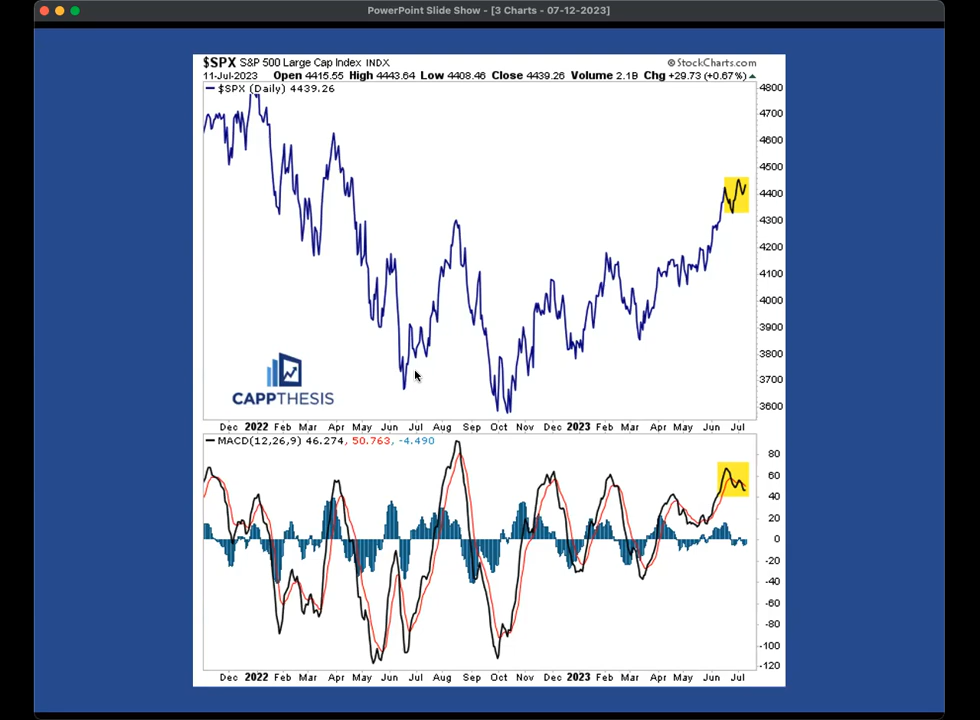 PowerPoint Slide Show - [3 Charts - 07-12-2023]
$SPX S&P 500 Large Cap Index INDX
© StockCharts.com
11-Jul-2023 Open 4415.55 High 4443.64 Low 4408.46 Close 4439.26 Volume 2.1B Chg +29.73 (+0.67%)
$SPX (Daily) 4439.26
4800
4700
4600
4500
4400
4300
4200
4100
4000
3900
3800
3700
3600
CAPPTHESIS
Dec 2022 Feb Mar Apr May Jun Jul Aug Sep Oct Nov Dec 2023 Feb Mar Apr May Jun Jul
MACD(12,26,9) 46.274, 50.763, -4.490
80
60
40
20
0
-20
-40
-60
-80
-100
-120
Dec 2022 Feb Mar Apr May Jun Jul Aug Sep Oct Nov Dec 2023 Feb Mar Apr May Jun Jul